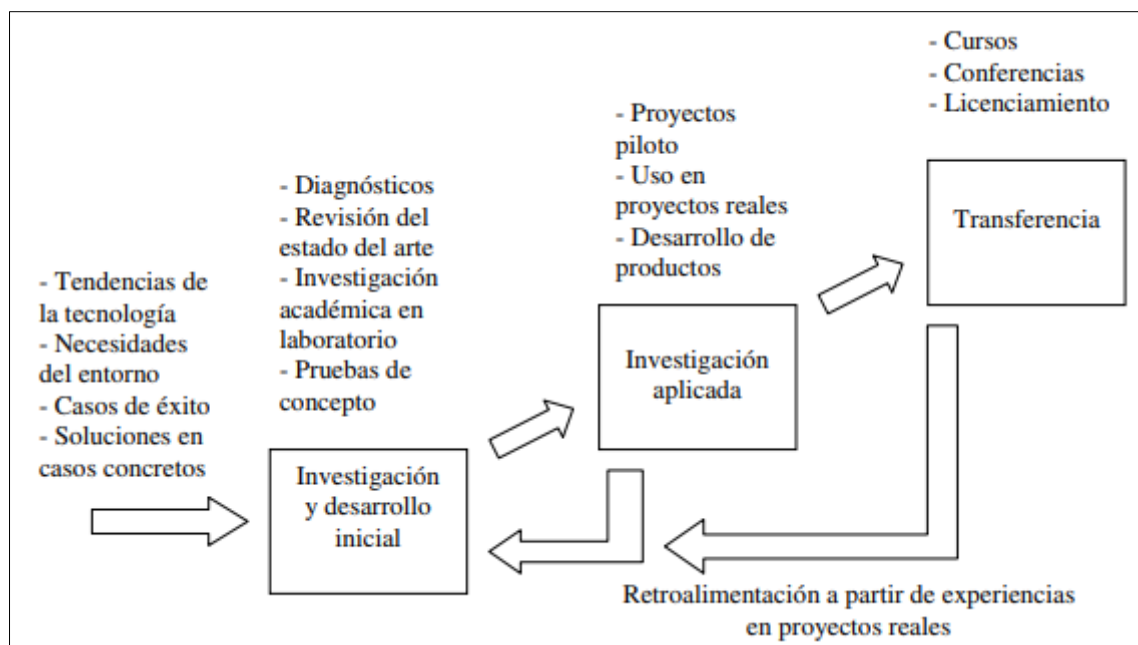 - Tendencias de
la tecnología
- Necesidades
del entorno
- Casos de éxito
- Soluciones en
casos concretos
- Diagnósticos
- Revisión del
estado del arte
- Investigación
académica en
laboratorio
- Pruebas de
concepto
Investigación
y desarrollo
inicial
- Proyectos
piloto
- Uso en
proyectos reales
- Desarrollo de
productos
Investigación
aplicada
- Cursos
- Conferencias
- Licenciamiento
Transferencia
Retroalimentación a partir de experiencias
en proyectos reales